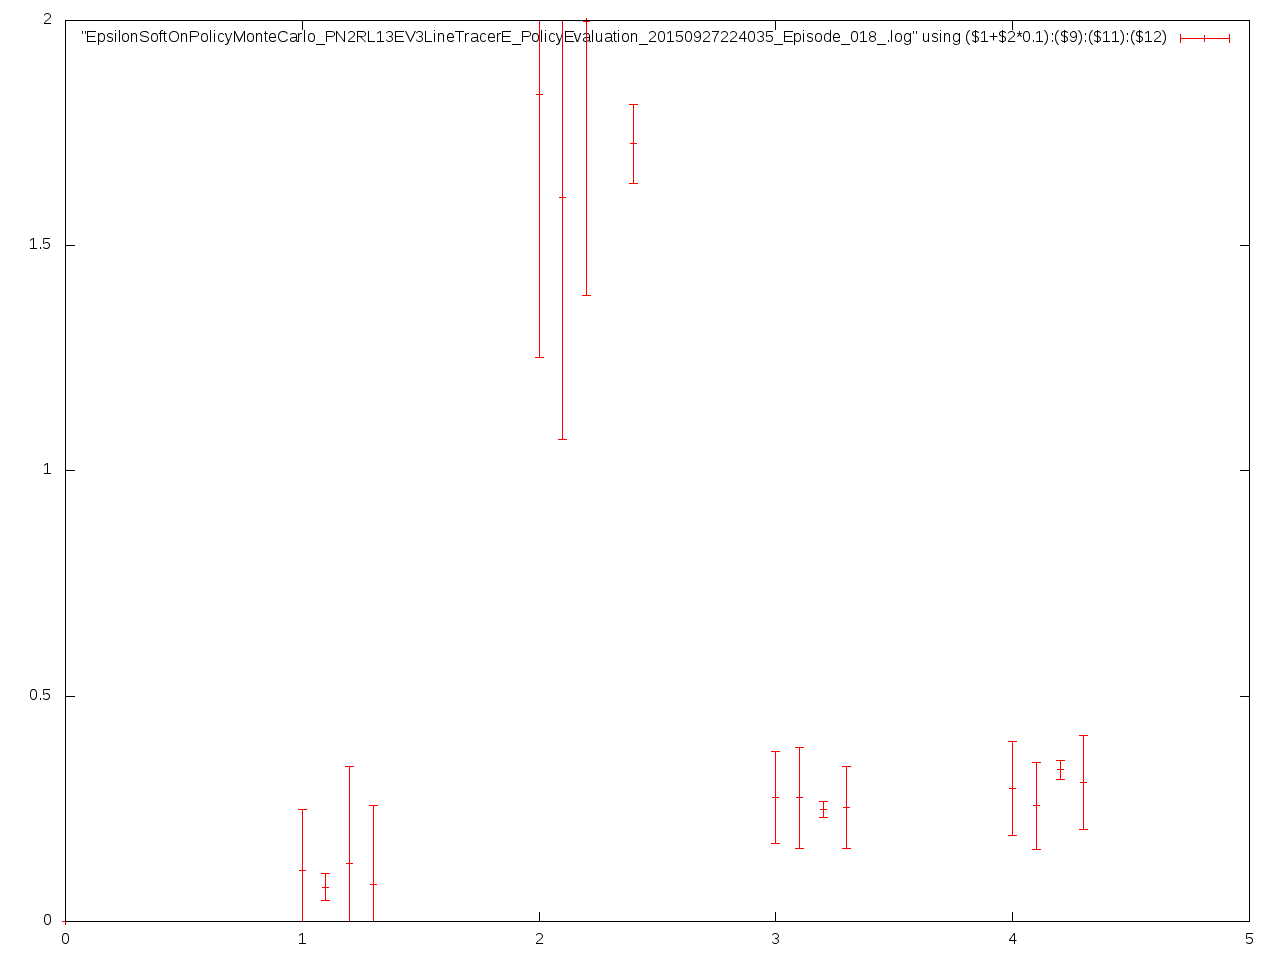 2
"EpsilonSoftOnPolicyMonteCarlo_PN2RL13EV3LineTracerE_PolicyEvaluation_20150927224035_Episode_018_.log" using ($1+$2*0.1):($9):($11):($12)
1.5
1
0.5
0
0 1 2 3 4 5